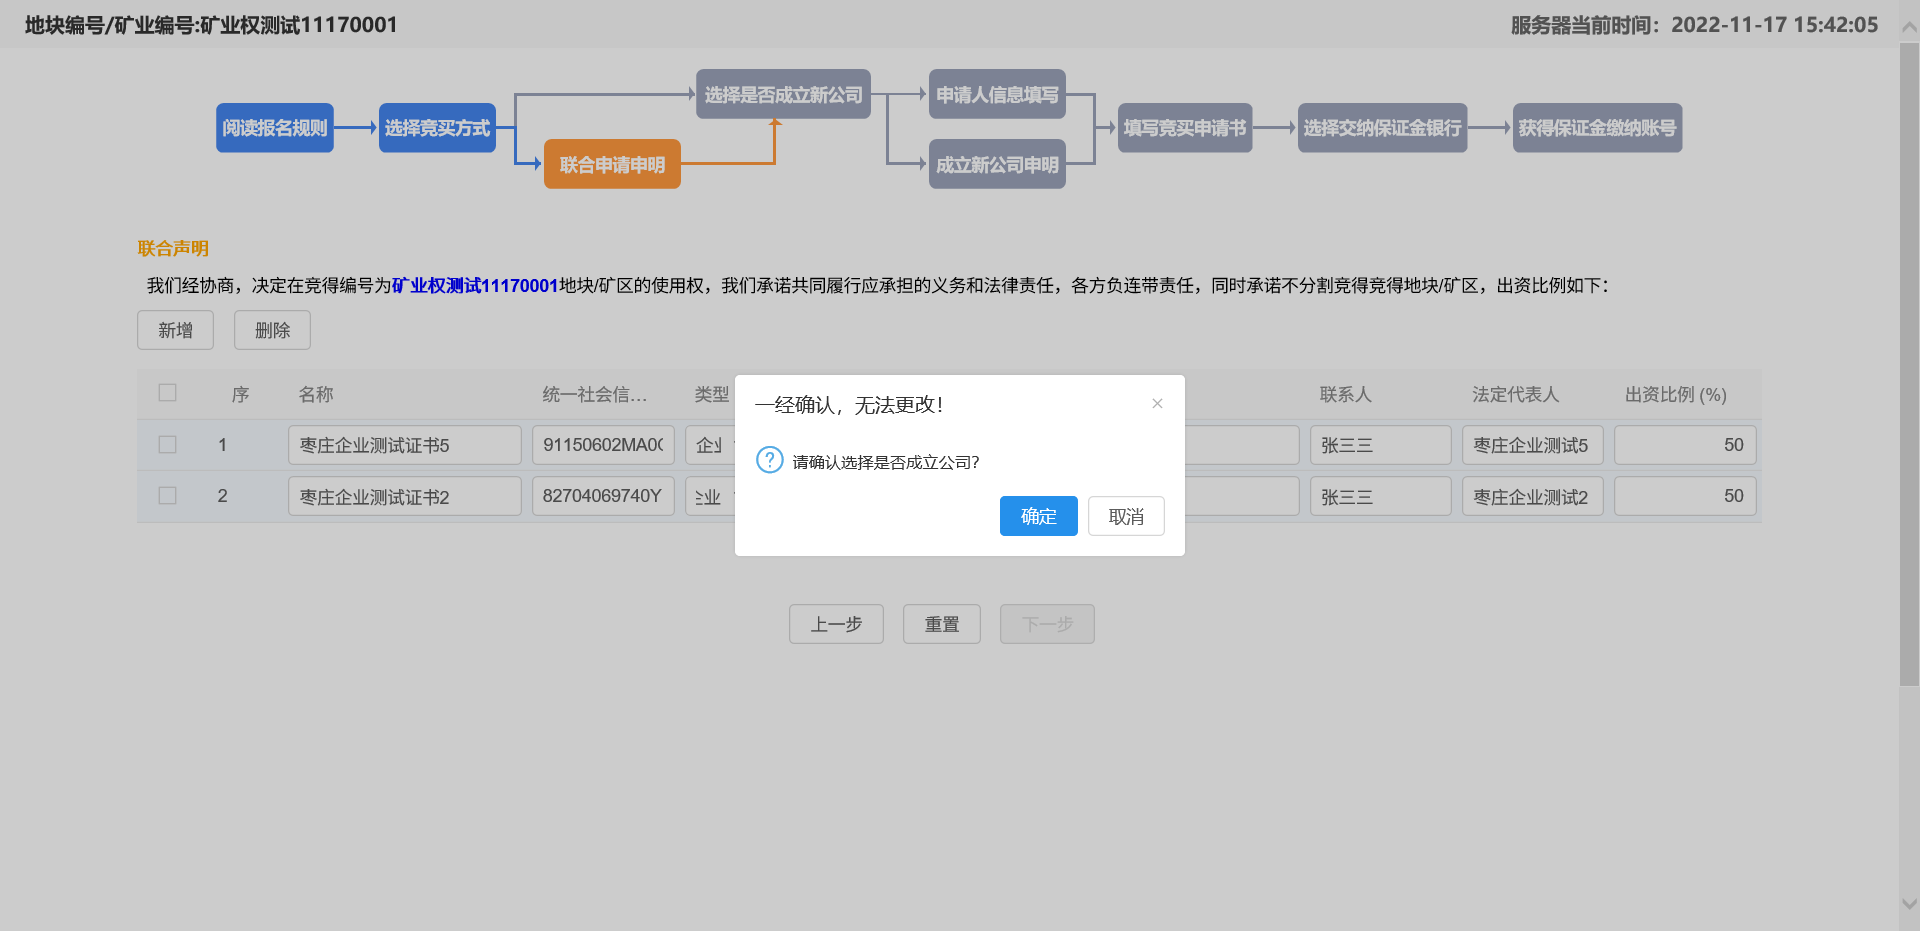 地块编号/矿业编号:矿业权测试11170001
服务器当前时间：2022-11-17 15:42:05
选择是否成立新公司
申请人信息填写
阅读报名规则
选择竞买方式
填写竞买申请书
选择交纳保证金银行
获得保证金缴纳账号
联合申请申明
成立新公司申明
联合声明
我们经协商，决定在竞得编号为矿业权测试11170001地块/矿区的使用权，我们承诺共同履行应承担的义务和法律责任，各方负连带责任，同时承诺不分割竞得竞得地块/矿区，出资比例如下：
新增 删除
序 名称 统一社会信... 类型 联系人 法定代表人 出资比例 (%)
1 枣庄企业测试证书5 91150602MA0 企业 张三三 枣庄企业测试5 50
2 枣庄企业测试证书2 82704069740Y 企业 张三三 枣庄企业测试2 50
一经确认，无法更改！
×
请确认选择是否成立公司?
确定 取消
上一步 重置 下一步